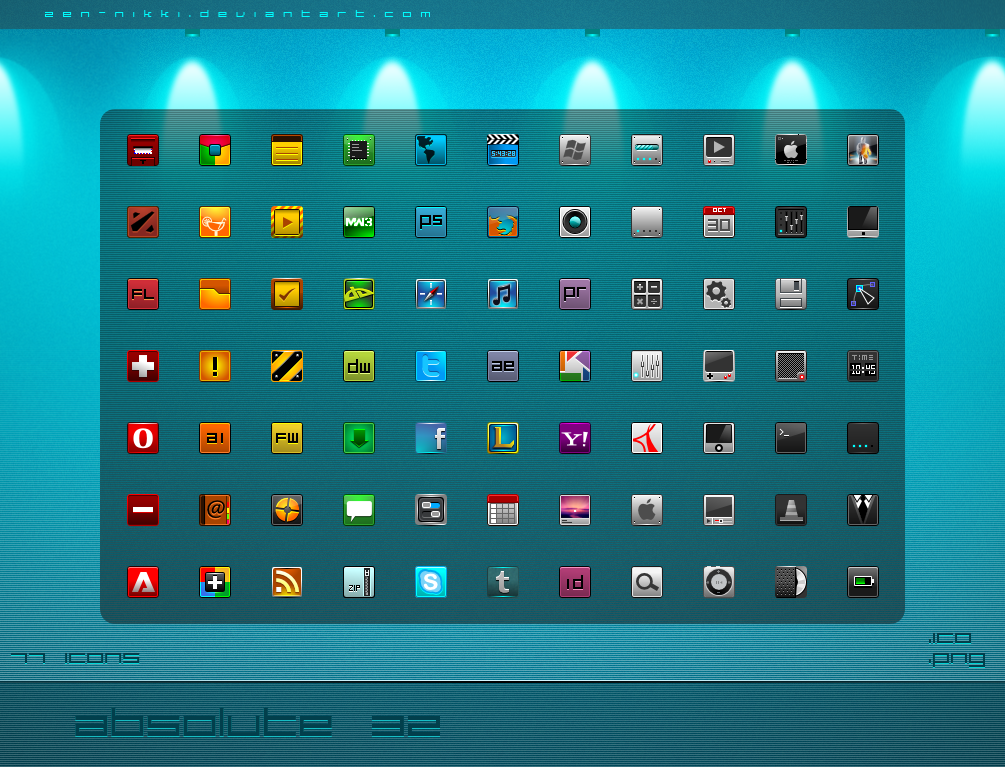 zen-nikki.deviantart.com
5:43:28
MW3
PS
OCT
30
FL
Pr
!
dw
ae
TIME
10:45
O
AI
FW
L
Y!
>_
@
ZIP
S
t
id
.ico
77 icons
.png
absolute 32